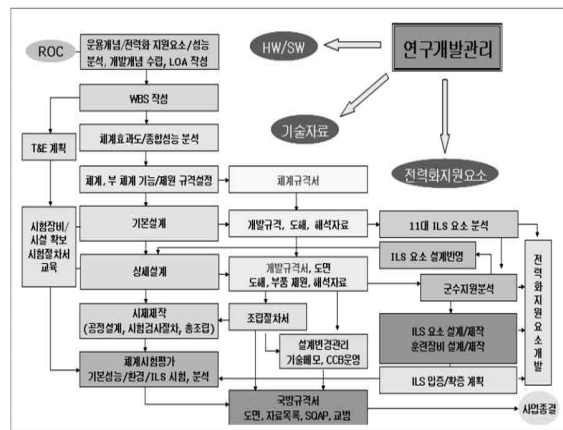 연구개발관리
HW/SW
기술자료
전력화지원요소
ROC
운용개념/전력화 지원요소/성능
분석, 개발개념 수립, LOA 작성
WBS 작성
T&E 계획
체계효과도/종합성능 분석
체계, 부 체계 기능/재원 규격설정
체계규격서
시험장비/
시설 확보
시험절차서
교육
기본설계
개발규격, 도해, 해석자료
11대 ILS 요소 분석
ILS 요소 설계반영
상세설계
개발규격서, 도면
도해, 부품 제원, 해석자료
군수지원분석
전력화지원요소개발
시제제작
(공정설계, 시험검사절차, 총조립)
조립절차서
설계변경관리
기술메모, CCB운영
ILS 요소 설계/제작
훈련장비 설계/제작
체계시험평가
기본성능/환경/ILS 시험, 분석
ILS 입증/확증 계획
국방규격서
도면, 자료목록, SQAP, 교범
사업종결